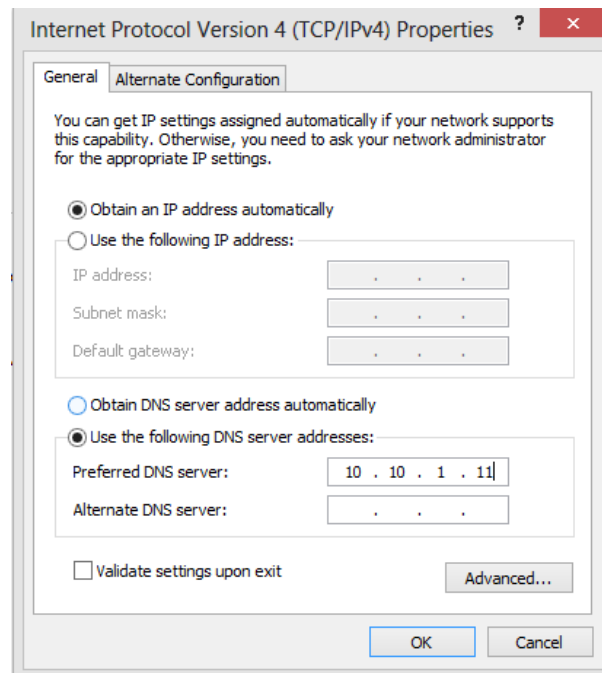 Internet Protocol Version 4 (TCP/IPv4) Properties ? ×
General Alternate Configuration
You can get IP settings assigned automatically if your network supports
this capability. Otherwise, you need to ask your network administrator
for the appropriate IP settings.
Obtain an IP address automatically
Use the following IP address:
IP address: . . .
Subnet mask: . . .
Default gateway: . . .
Obtain DNS server address automatically
Use the following DNS server addresses:
Preferred DNS server: 10 . 10 . 1 . 11
Alternate DNS server: . . .
Validate settings upon exit
Advanced...
OK Cancel